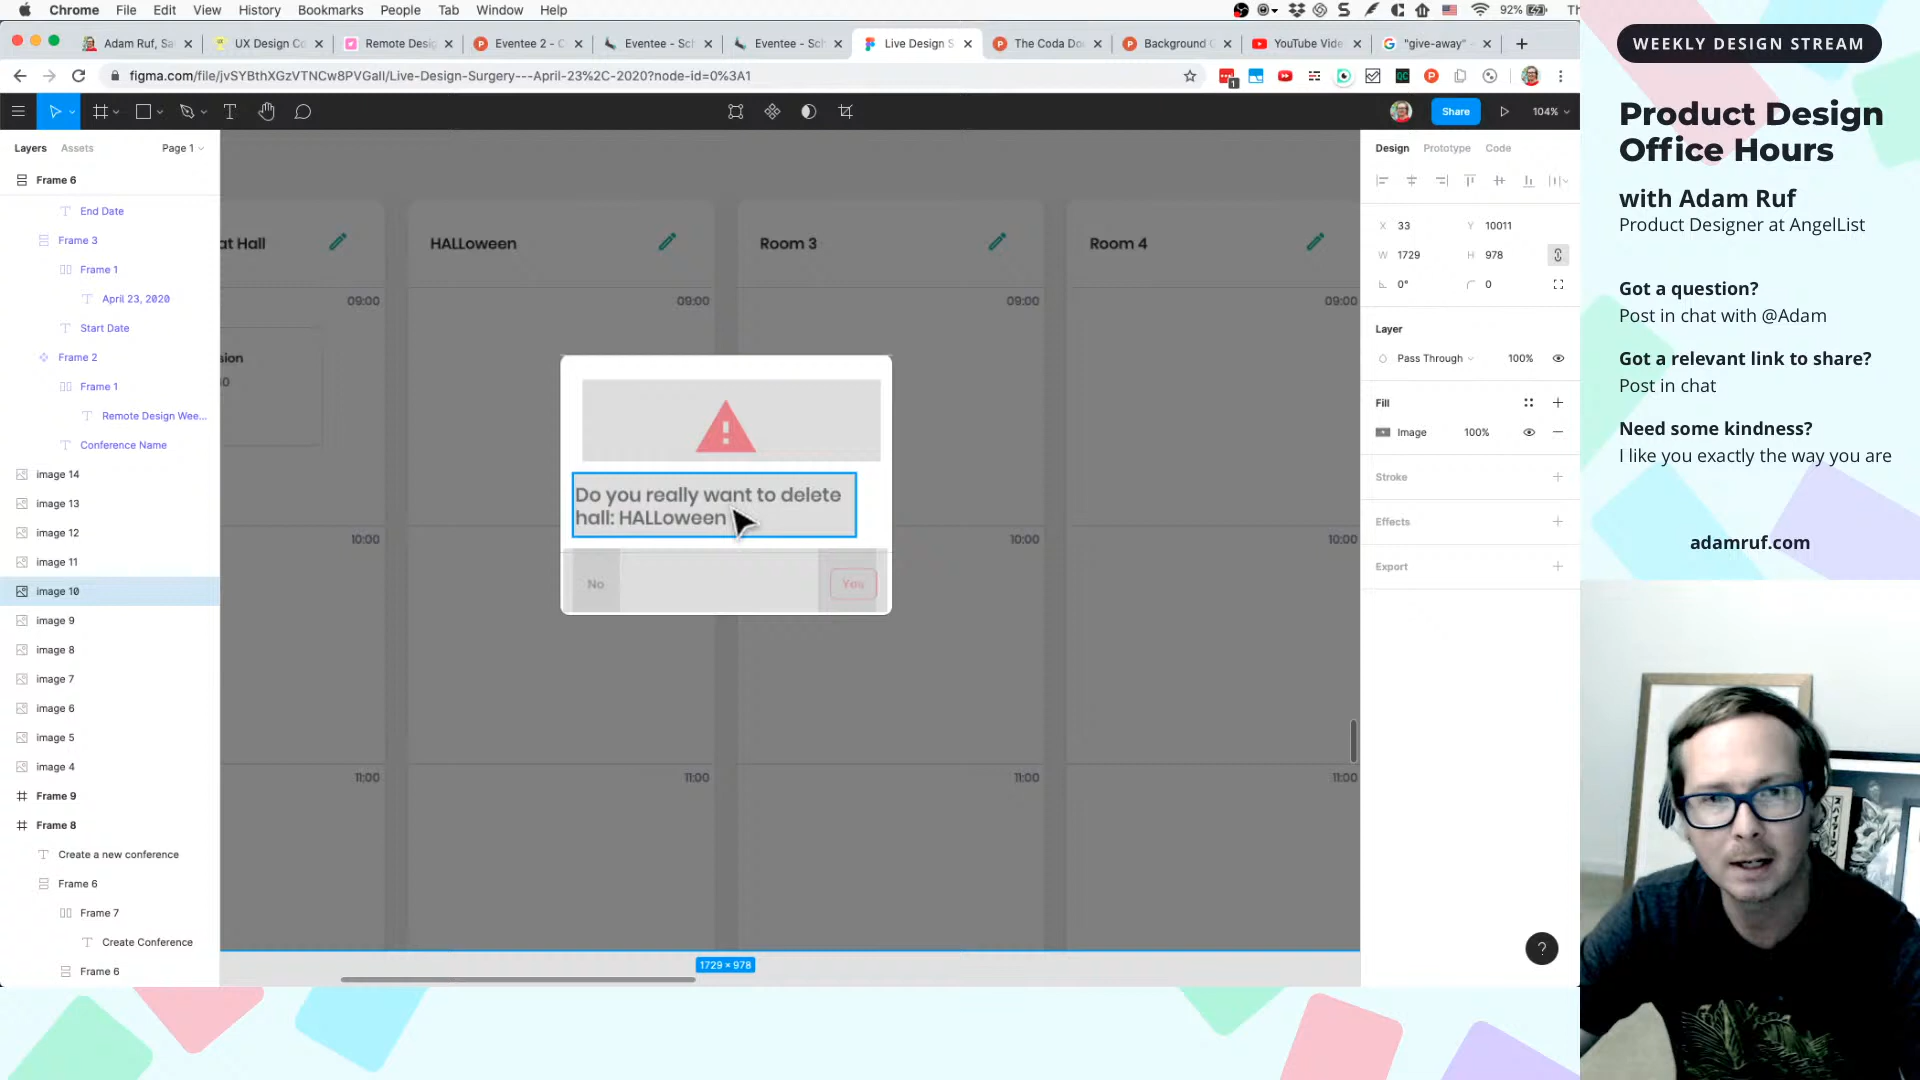 Chrome File Edit View History Bookmarks People Tab Window Help
92%
Adam Ruf, Sa
UX Design Co
Remote Desig
Eventee 2 - C
Eventee - Sch
Eventee - Sch
Live Design S
The Coda Do
Background C
YouTube Vide
"give-away" -
figma.com/file/jvSYBthXGzVTNCw8PVGall/Live-Design-Surgery---April-23%2C-2020?node-id=0%3A1
Share
104%
Layers Assets Page 1
Frame 6
End Date
Frame 3
Frame 1
April 23, 2020
Start Date
Frame 2
Frame 1
Remote Design Wee...
Conference Name
image 14
image 13
image 12
image 11
image 10
image 9
image 8
image 7
image 6
image 5
image 4
Frame 9
Frame 8
Create a new conference
Frame 6
Frame 7
Create Conference
Frame 6
at Hall
HALLoween
Room 3
Room 4
09:00
09:00
09:00
09:00
sion
10:00
10:00
10:00
11:00
11:00
11:00
11:00
Do you really want to delete
hall: HALLoween
No
1729 × 978
Design Prototype Code
X 33 Y 10011
W 1729 H 978
0° 0
Layer
Pass Through 100%
Fill
Image 100%
Stroke
Effects
Export
?
WEEKLY DESIGN STREAM
Product Design
Office Hours
with Adam Ruf
Product Designer at AngelList
Got a question?
Post in chat with @Adam
Got a relevant link to share?
Post in chat
Need some kindness?
I like you exactly the way you are
adamruf.com